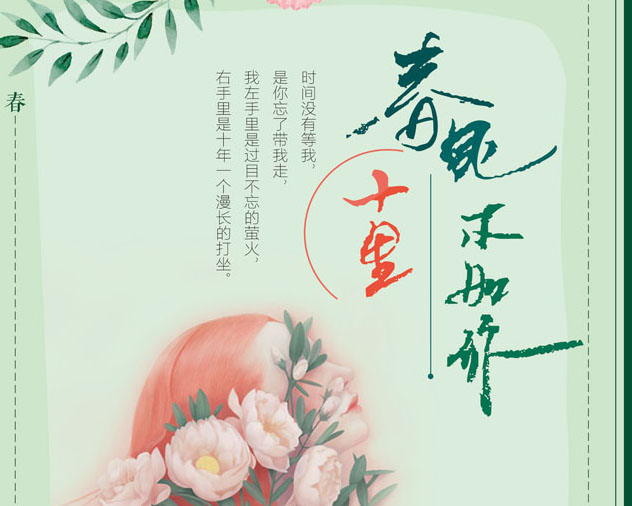 春风
十里
不如你
时间没有等我，
是你忘了带我走，
我左手里是过目不忘的萤火，
右手里是十年一个漫长的打坐。
春